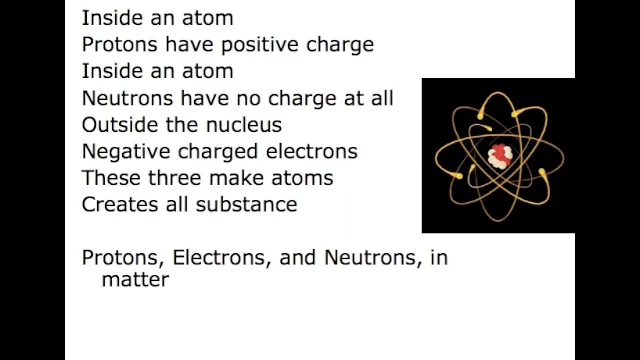 Inside an atom
Protons have positive charge
Inside an atom
Neutrons have no charge at all
Outside the nucleus
Negative charged electrons
These three make atoms
Creates all substance
Protons, Electrons, and Neutrons, in
matter